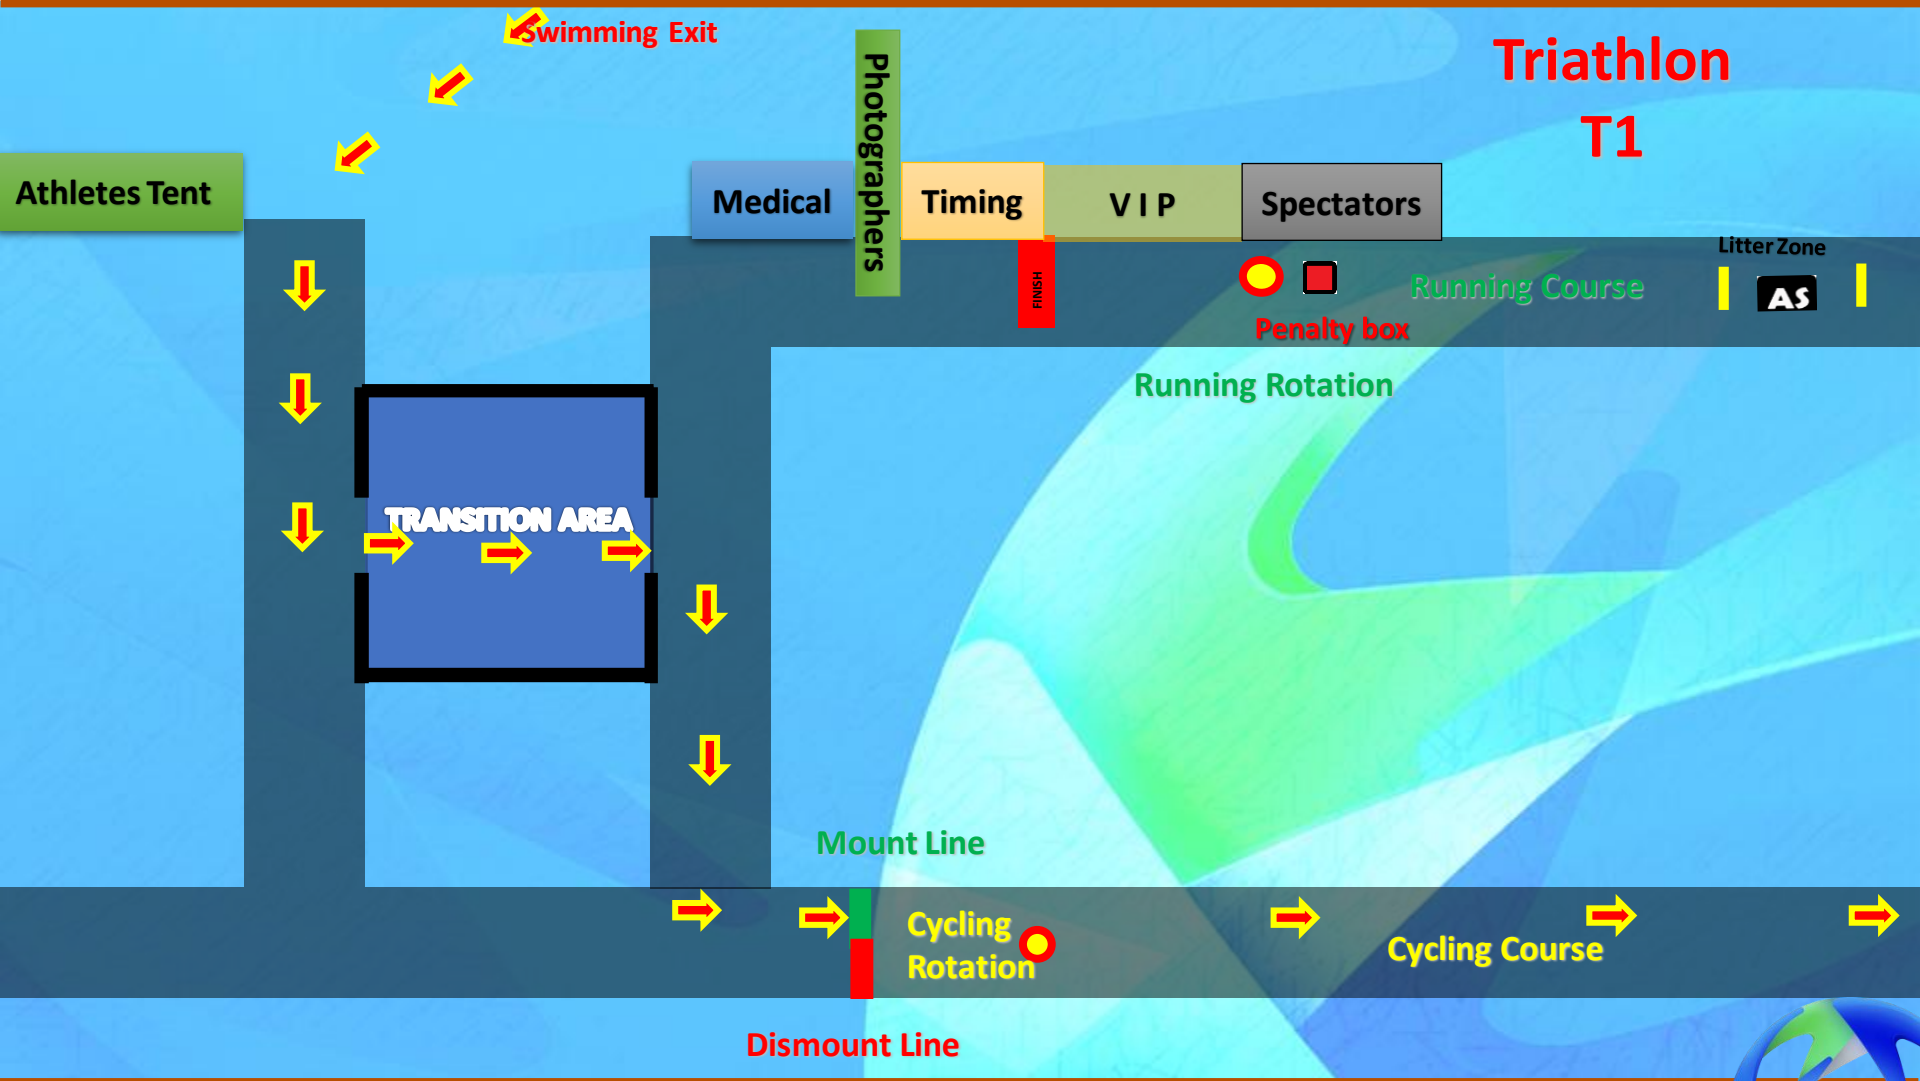 Swimming Exit
Triathlon
T1
Photographers
Athletes Tent
Medical
Timing
V I P
Spectators
Litter Zone
FINISH
Running Course
AS
Penalty box
Running Rotation
TRANSITION AREA
Mount Line
Cycling
Rotation
Cycling Course
Dismount Line